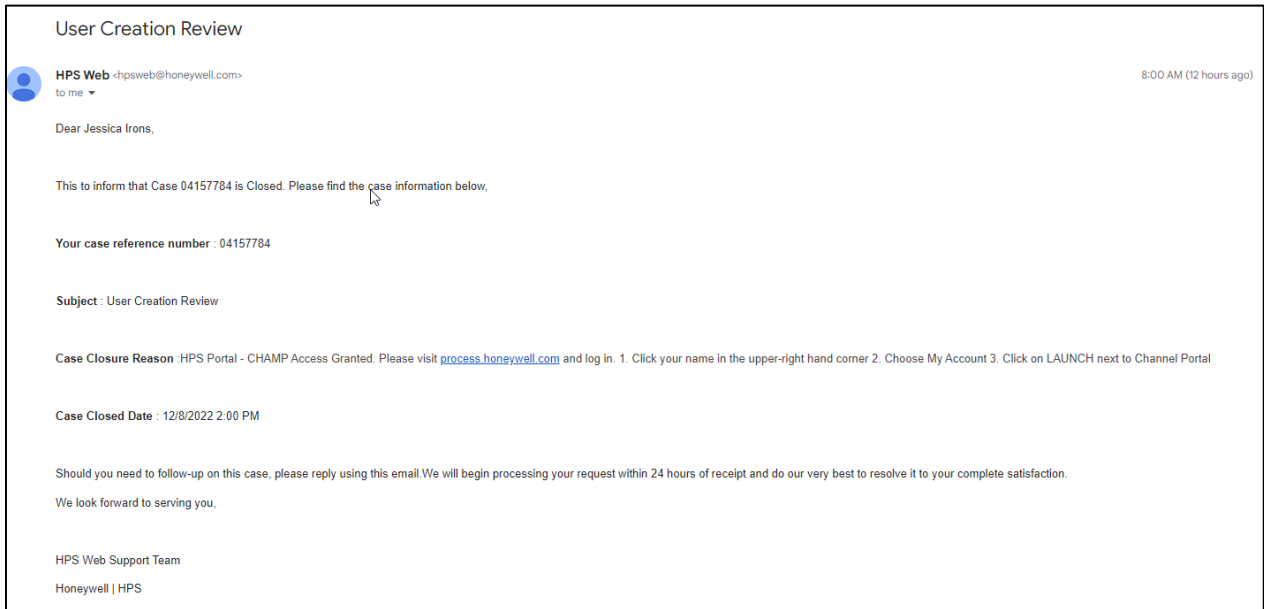 User Creation Review
HPS Web <hpsweb@honeywell.com>
8:00 AM (12 hours ago)
to me
Dear Jessica Irons,
This to inform that Case 04157784 is Closed. Please find the case information below,
Your case reference number : 04157784
Subject : User Creation Review
Case Closure Reason :HPS Portal - CHAMP Access Granted. Please visit process.honeywell.com and log in. 1. Click your name in the upper-right hand corner 2. Choose My Account 3. Click on LAUNCH next to Channel Portal
Case Closed Date : 12/8/2022 2:00 PM
Should you need to follow-up on this case, please reply using this email.We will begin processing your request within 24 hours of receipt and do our very best to resolve it to your complete satisfaction.
We look forward to serving you,
HPS Web Support Team
Honeywell | HPS